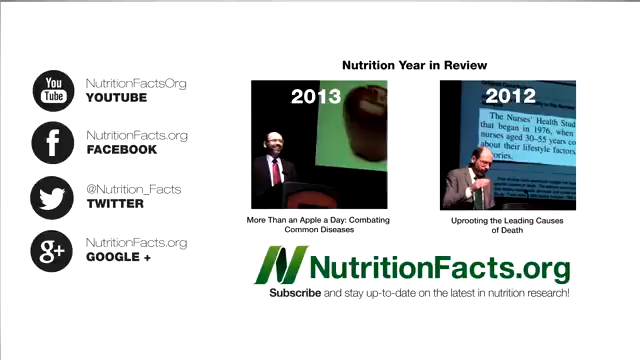 You
Tube
NutritionFactsOrg
YOUTUBE
f
NutritionFacts.org
FACEBOOK
@Nutrition_Facts
TWITTER
g+
NutritionFacts.org
GOOGLE +
Nutrition Year in Review
2013
More Than an Apple a Day: Combating
Common Diseases
2012
The Nurses' Health Stud
that began in 1976, when
nurses aged 30-55 years co
about their lifestyle factors,
ories.
Uprooting the Leading Causes
of Death
NutritionFacts.org
Subscribe and stay up-to-date on the latest in nutrition research!